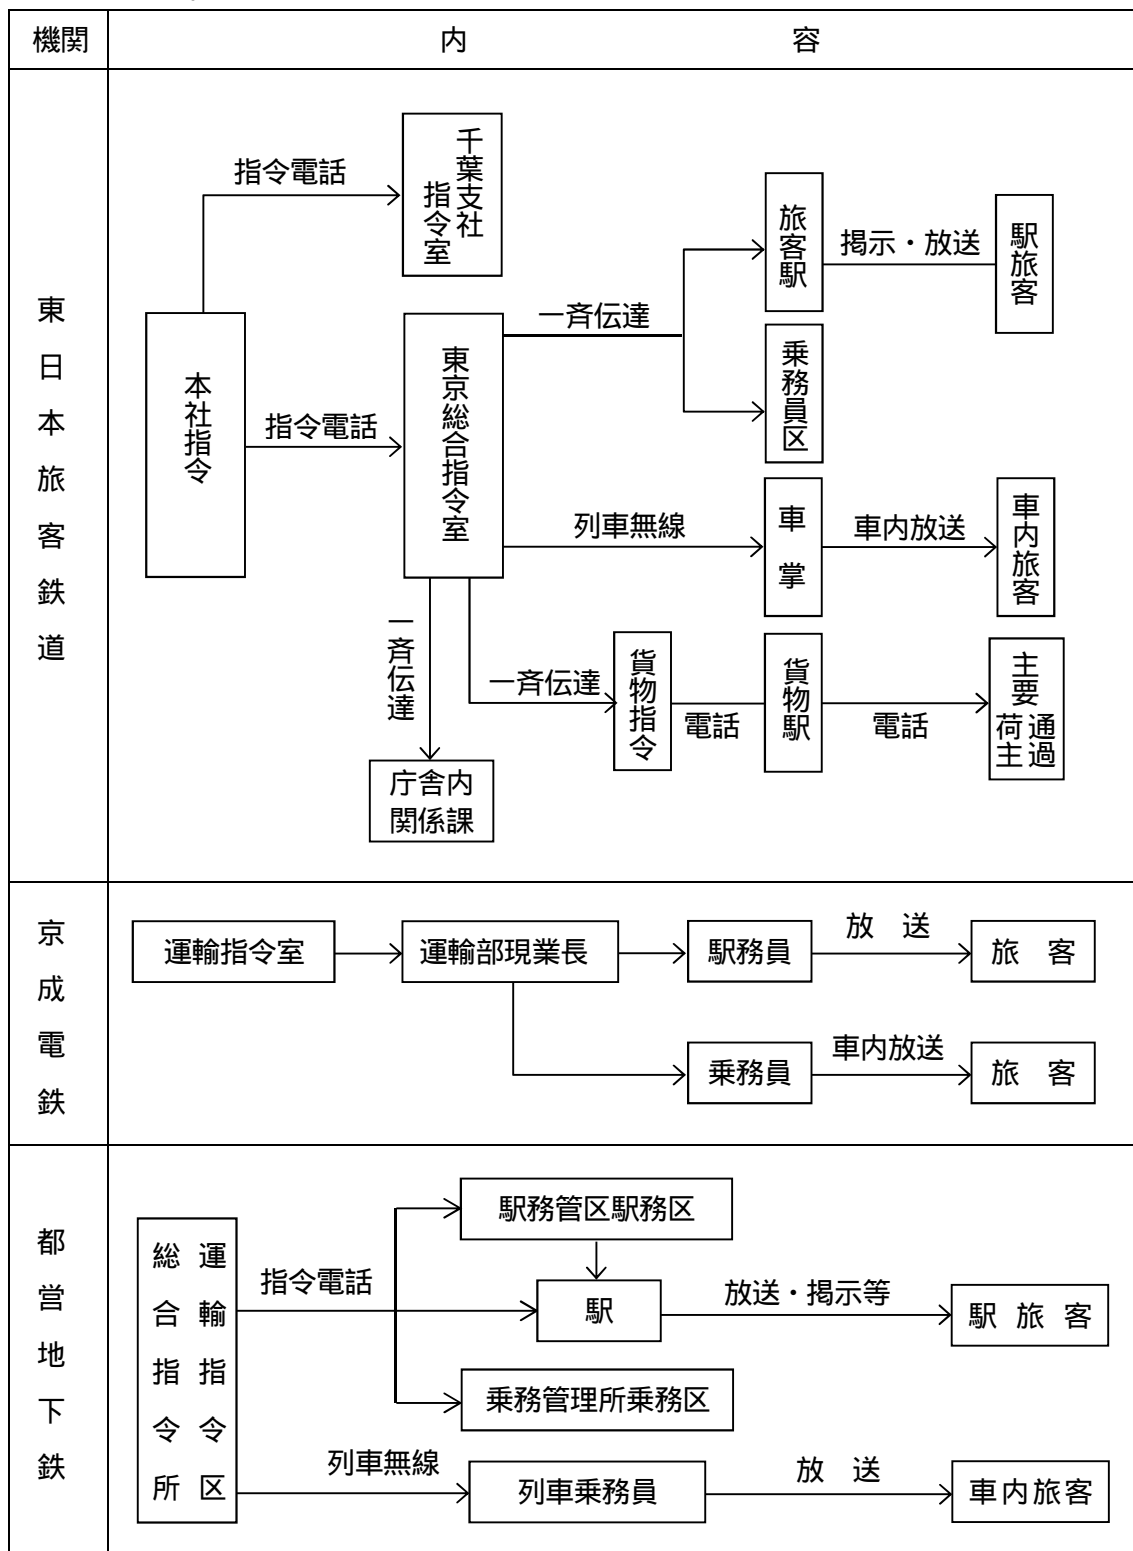 機関
内　　容
東日本旅客鉄道
指令電話
千葉支社
指令室
本社指令
指令電話
東京総合指令室
一斉伝達
旅客駅
掲示・放送
駅旅客
乗務員区
列車無線
車掌
車内放送
車内旅客
一斉伝達
庁舎内
関係課
一斉伝達
貨物指令
電話
貨物駅
電話
主要
通過
荷主
京成電鉄
運輸指令室
運輸部現業長
駅務員
放　送
旅　客
乗務員
車内放送
旅　客
都営地下鉄
運輸指令区
総合指令所
指令電話
駅務管区駅務区
駅
放送・掲示等
駅旅客
乗務管理所乗務区
列車無線
列車乗務員
放　送
車内旅客